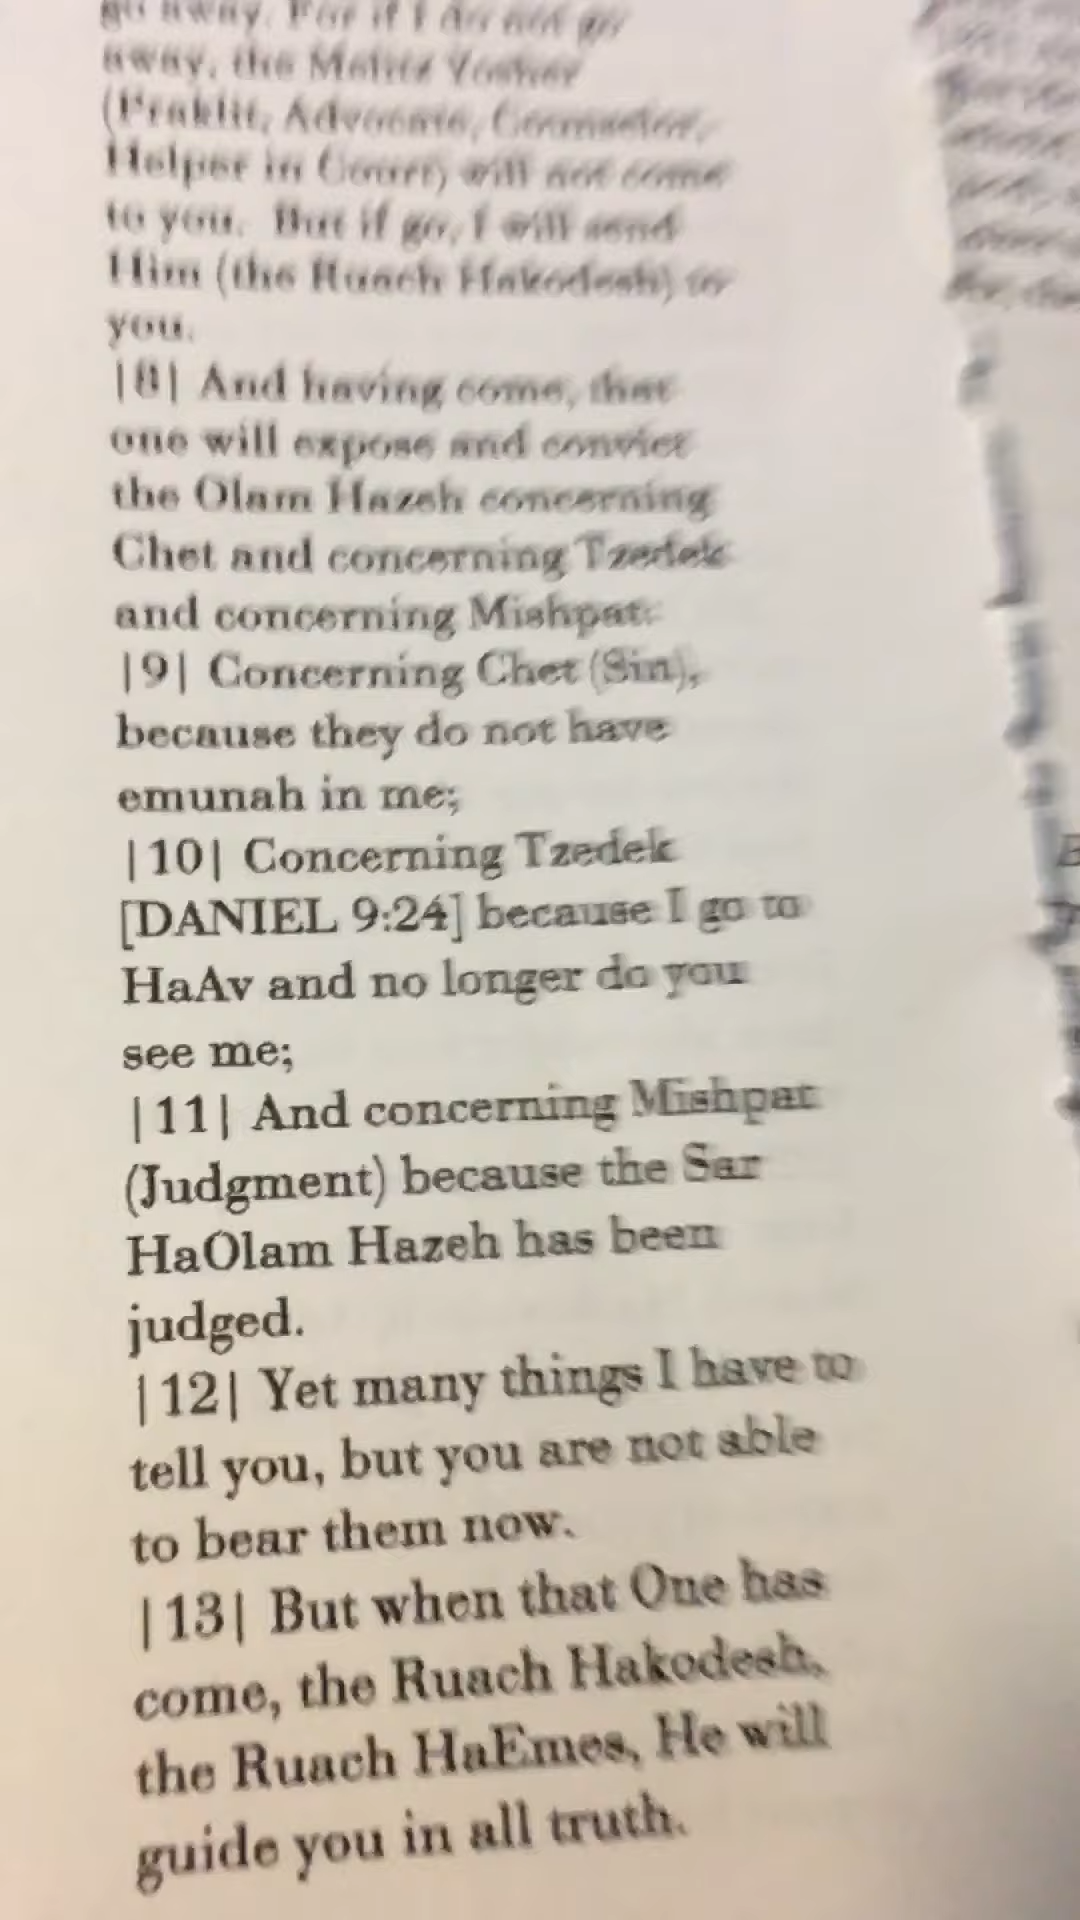 go away. For if I do not go
away, the Melitz Yosher
(Praklit, Advocate, Counselor,
Helper in Court) will not come
to you. But if go, I will send
Him (the Ruach Hakodesh) to
you.
|8| And having come, that
one will expose and convict
the Olam Hazeh concerning
Chet and concerning Tzedek
and concerning Mishpat:
|9| Concerning Chet (Sin),
because they do not have
emunah in me;
|10| Concerning Tzedek
[DANIEL 9:24] because I go to
HaAv and no longer do you
see me;
|11| And concerning Mishpat
(Judgment) because the Sar
HaOlam Hazeh has been
judged.
|12| Yet many things I have to
tell you, but you are not able
to bear them now.
|13| But when that One has
come, the Ruach Hakodesh,
the Ruach HaEmes, He will
guide you in all truth.